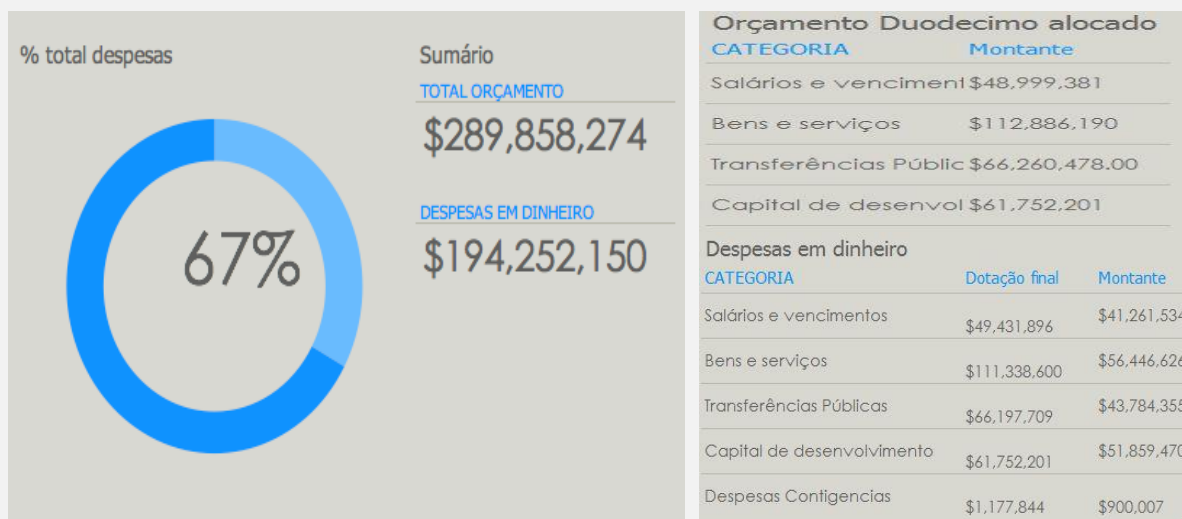 % total despesas
67%
Sumário
TOTAL ORÇAMENTO
$289,858,274
DESPESAS EM DINHEIRO
$194,252,150
Orçamento Duodecimo alocado
CATEGORIA Montante
Salários e venciment $48,999,381
Bens e serviços $112,886,190
Transferências Públic $66,260,478.00
Capital de desenvol $61,752,201
Despesas em dinheiro
CATEGORIA Dotação final Montante
Salários e vencimentos $49,431,896 $41,261,534
Bens e serviços $111,338,600 $56,446,626
Transferências Públicas $66,197,709 $43,784,355
Capital de desenvolvimento $61,752,201 $51,859,470
Despesas Contigencias $1,177,844 $900,007